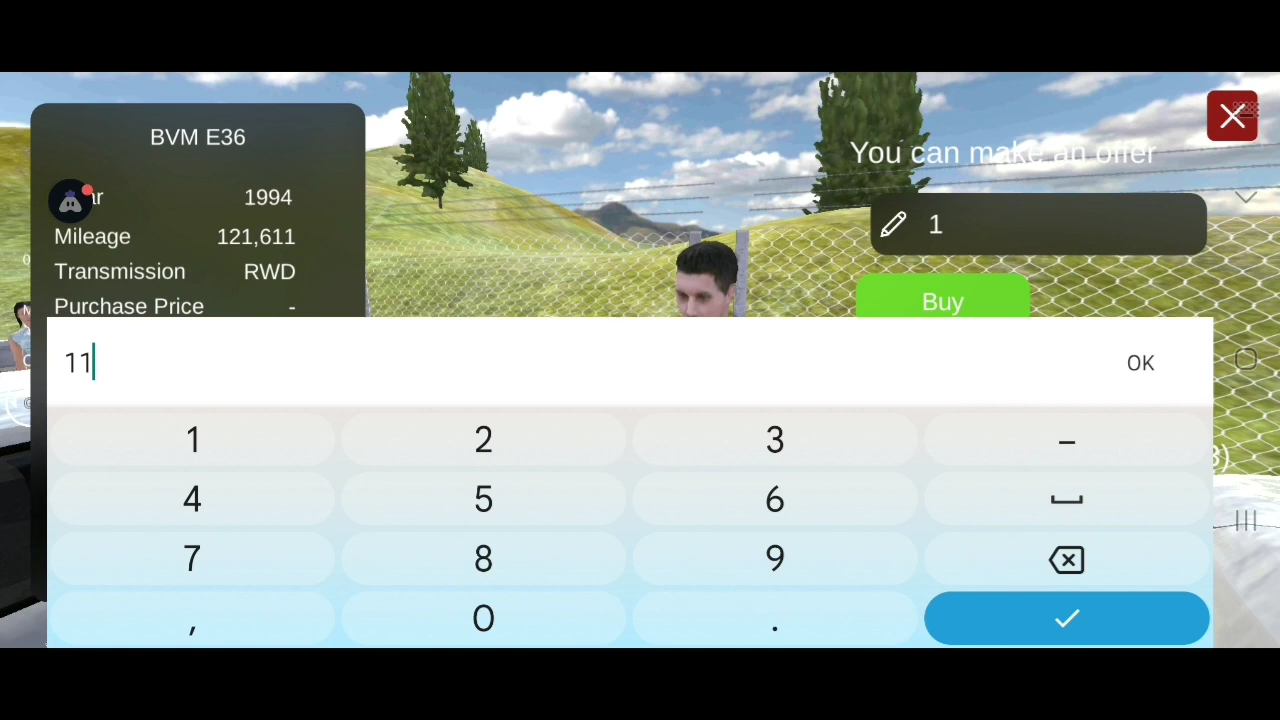 BVM E36
ar 1994
Mileage 121,611
Transmission RWD
Purchase Price -
You can make an offer
1
Buy
11
OK
1 2 3 –
4 5 6
7 8 9
, 0 .